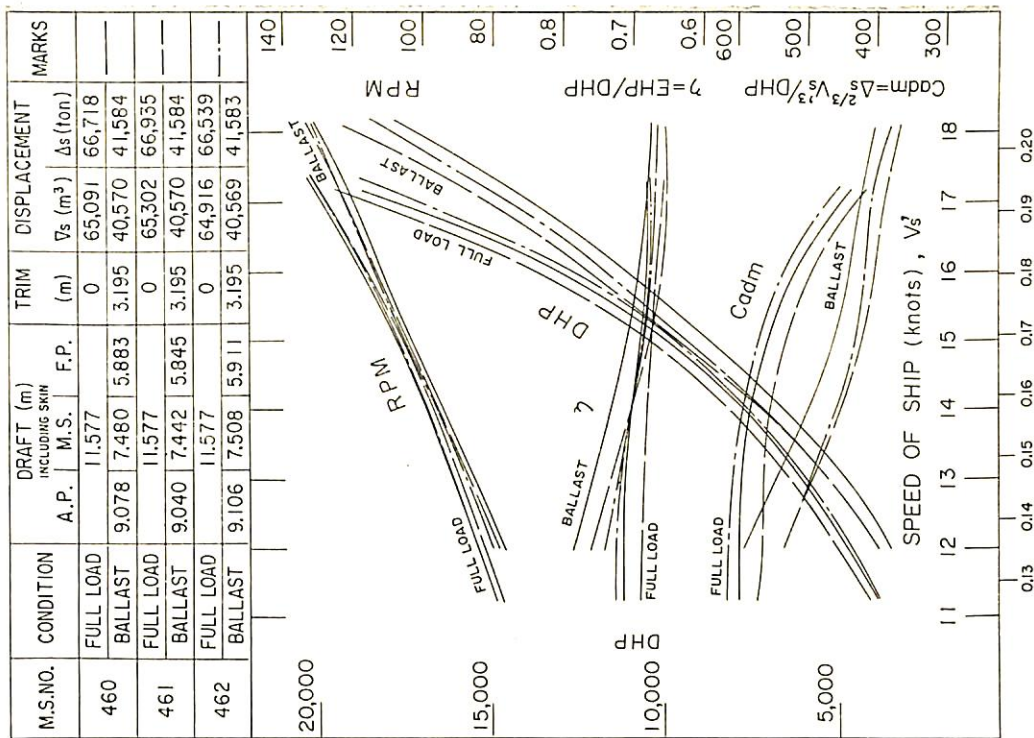 M.S.NO. CONDITION DRAFT (m) INCLUDING SKIN TRIM DISPLACEMENT MARKS
A.P. M.S. F.P. (m) ∇s (m³) Δs (ton)
460 FULL LOAD 11.577 0 65,091 66,718
BALLAST 9.078 7.480 5.883 3.195 40,570 41,584
461 FULL LOAD 11.577 0 65,302 66,935
BALLAST 9.040 7.442 5.845 3.195 40,570 41,584
462 FULL LOAD 11.577 0 64,916 66,539
BALLAST 9.106 7.508 5.911 3.195 40,569 41,583
20,000
15,000
10,000
5,000
DHP
140
120
100
80
RPM
0.8
0.7
0.6
η=EHP/DHP
600
500
400
300
Cadm=Δs^2/3 Vs'^3/DHP
BALLAST
RPM
FULL LOAD
BALLAST
FULL LOAD
DHP
BALLAST
η
FULL LOAD
Cadm
BALLAST
FULL LOAD
11 12 13 14 15 16 17 18
SPEED OF SHIP (knots), Vs'
0.13 0.14 0.15 0.16 0.17 0.18 0.19 0.20